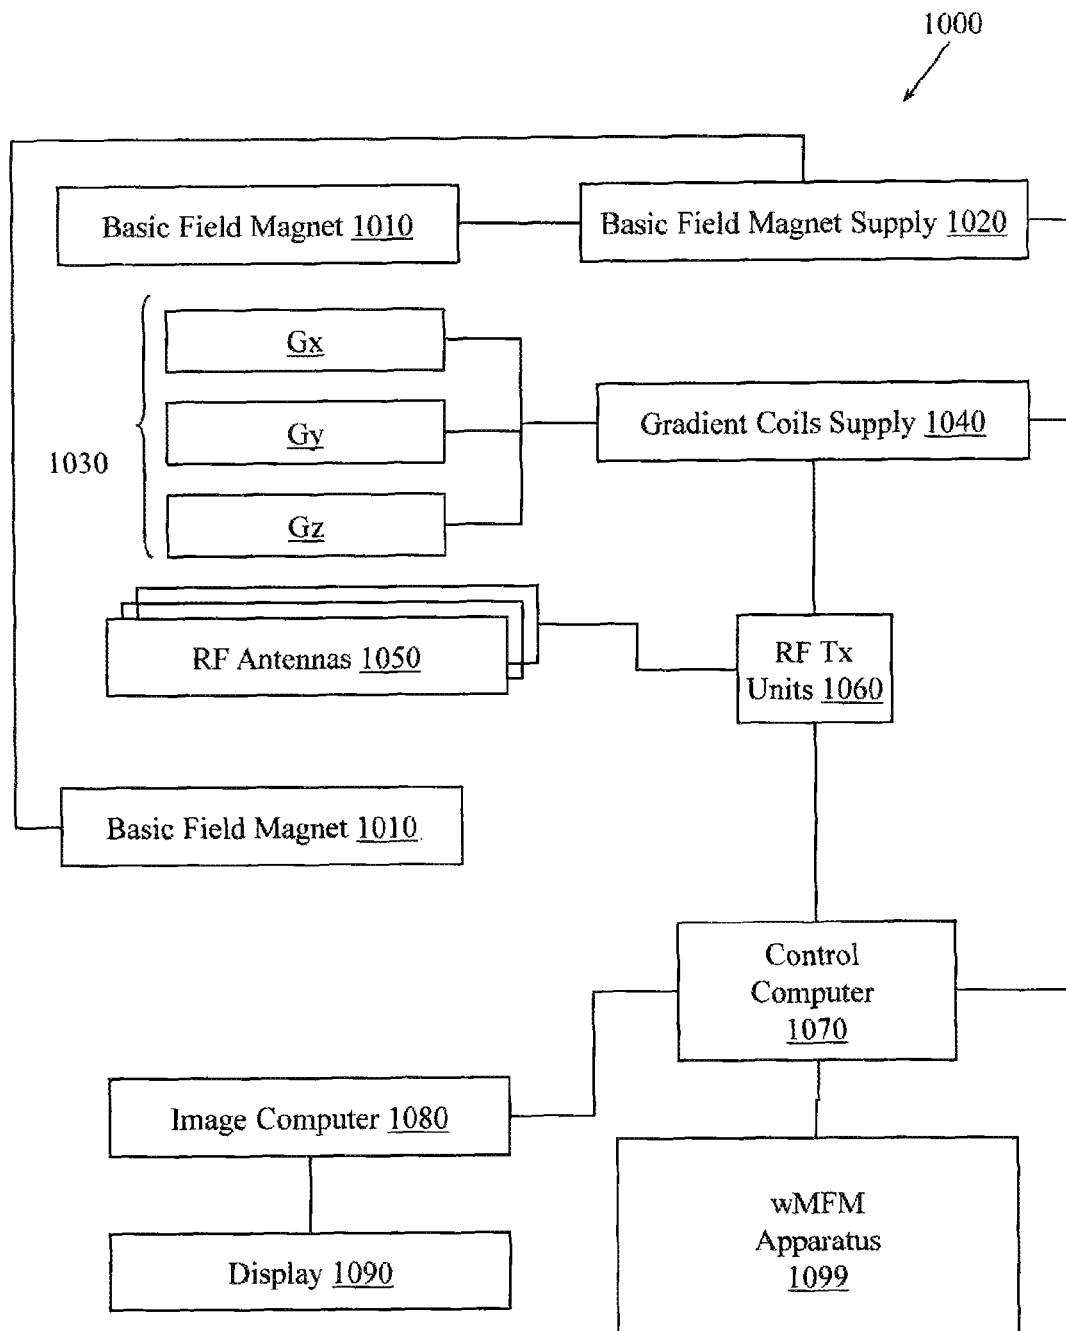 1000
Basic Field Magnet 1010
Basic Field Magnet Supply 1020
Gx
Gy
Gz
1030
Gradient Coils Supply 1040
RF Antennas 1050
RF Tx
Units 1060
Basic Field Magnet 1010
Control
Computer
1070
Image Computer 1080
Display 1090
wMFM
Apparatus
1099